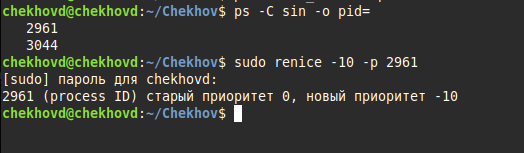 chekhovd@chekhovd:~/Chekhov$ ps -C sin -o pid=
   2961
   3044
chekhovd@chekhovd:~/Chekhov$ sudo renice -10 -p 2961
[sudo] пароль для chekhovd:
2961 (process ID) старый приоритет 0, новый приоритет -10
chekhovd@chekhovd:~/Chekhov$